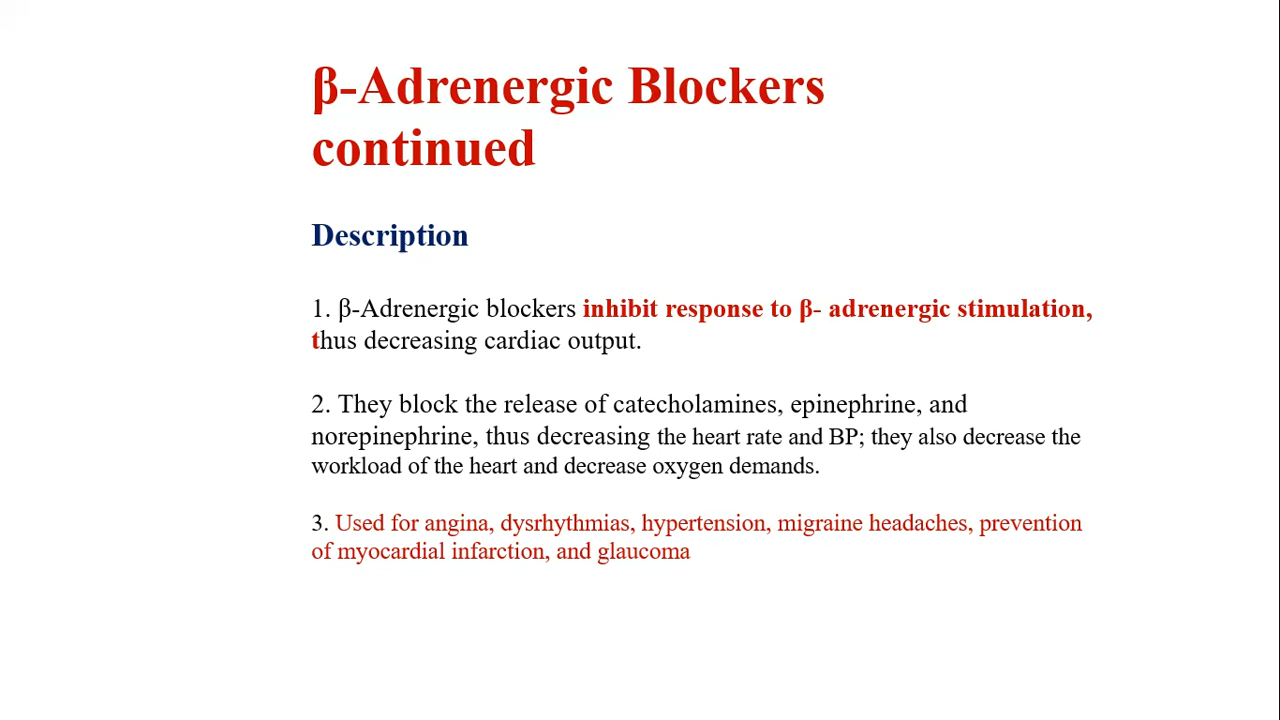 β-Adrenergic Blockers
continued
Description
1. β-Adrenergic blockers inhibit response to β- adrenergic stimulation,
thus decreasing cardiac output.
2. They block the release of catecholamines, epinephrine, and
norepinephrine, thus decreasing the heart rate and BP; they also decrease the
workload of the heart and decrease oxygen demands.
3. Used for angina, dysrhythmias, hypertension, migraine headaches, prevention
of myocardial infarction, and glaucoma